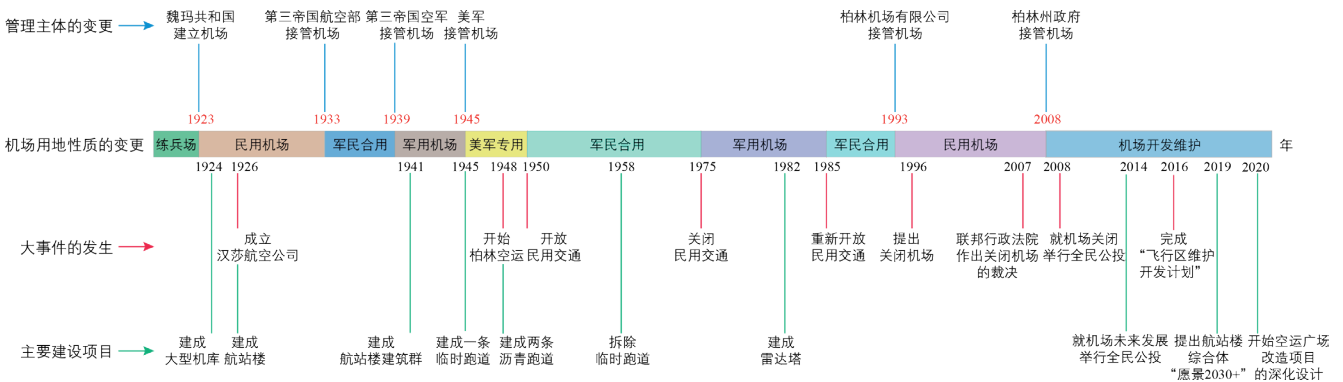 管理主体的变更
魏玛共和国
建立机场
第三帝国航空部
接管机场
第三帝国空军
接管机场
美军
接管机场
柏林机场有限公司
接管机场
柏林州政府
接管机场
1923
1933
1939
1945
1993
2008
机场用地性质的变更
练兵场
民用机场
军民合用
军用机场
美军专用
军民合用
军用机场
军民合用
民用机场
机场开发维护
年
1924
1926
1941
1945
1948
1950
1958
1975
1982
1985
1996
2007
2008
2014
2016
2019
2020
大事件的发生
成立
汉莎航空公司
开始
柏林空运
开放
民用交通
关闭
民用交通
重新开放
民用交通
提出
关闭机场
联邦行政法院
作出关闭机场
的裁决
就机场关闭
举行全民公投
完成
“飞行区维护
开发计划”
主要建设项目
建成
大型机库
建成
航站楼
建成
航站楼建筑群
建成一条
临时跑道
建成两条
沥青跑道
拆除
临时跑道
建成
雷达塔
就机场未来发展
举行全民公投
提出航站楼
综合体
“愿景2030+”
开始空运广场
改造项目
的深化设计